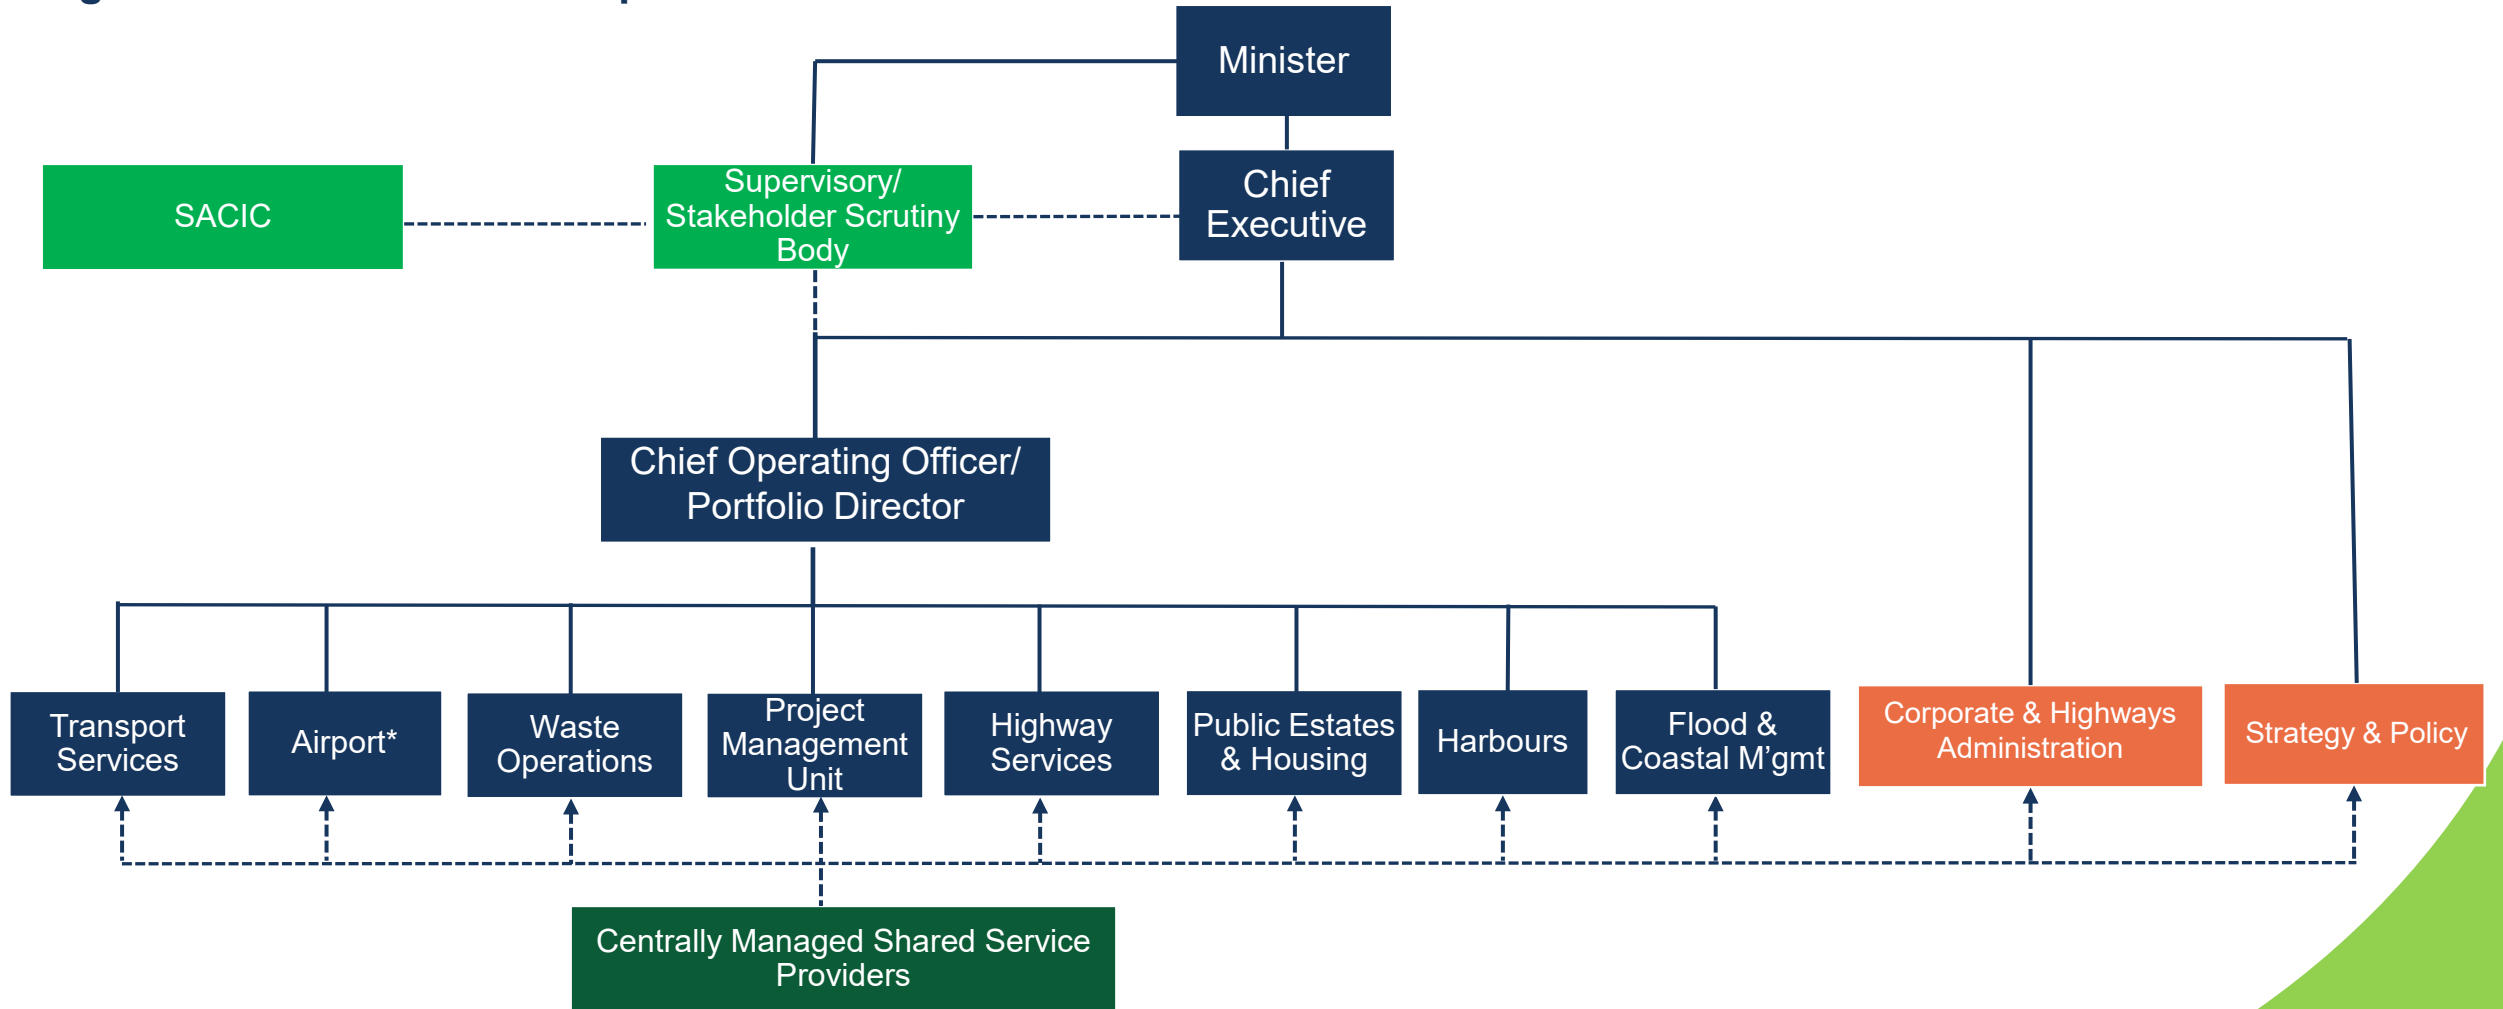 Minister
SACIC
Supervisory/
Stakeholder Scrutiny
Body
Chief
Executive
Chief Operating Officer/
Portfolio Director
Transport
Services
Airport*
Waste
Operations
Project
Management
Unit
Highway
Services
Public Estates
& Housing
Harbours
Flood &
Coastal M’gmt
Corporate & Highways
Administration
Strategy & Policy
Centrally Managed Shared Service
Providers